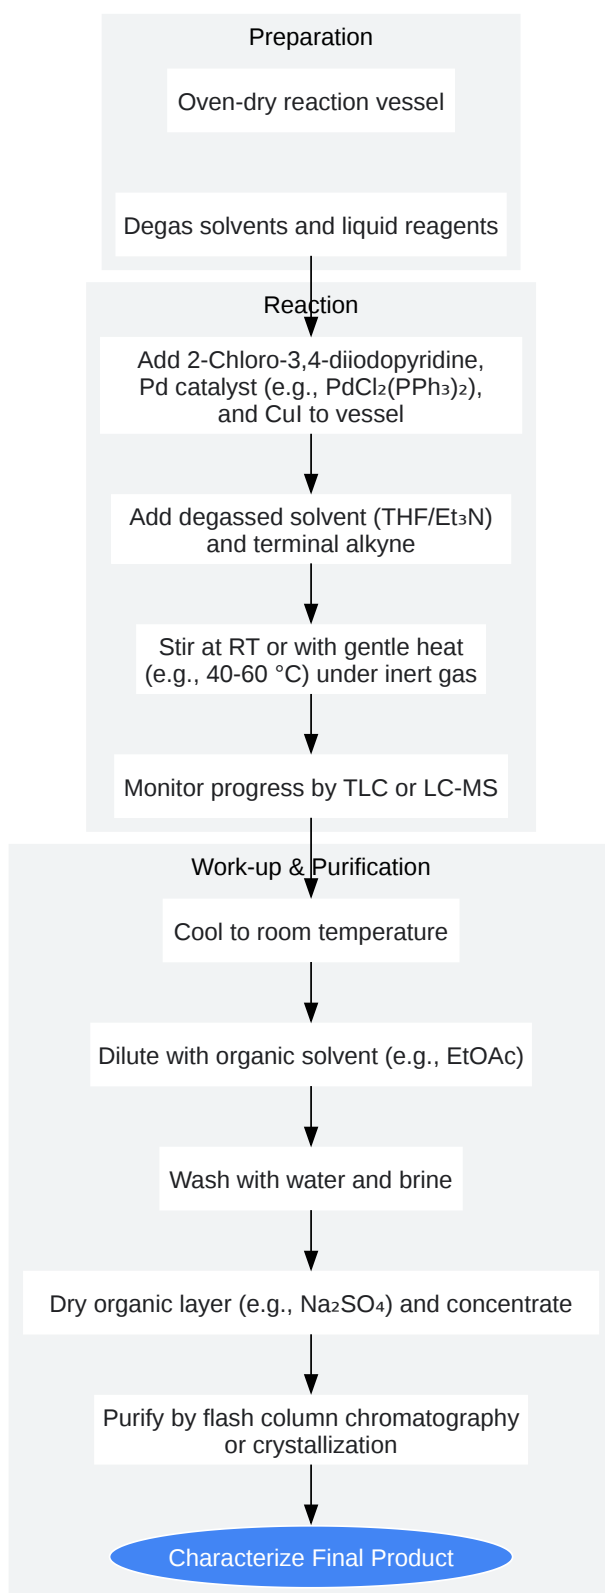 Preparation
Oven-dry reaction vessel
Degas solvents and liquid reagents
Reaction
Add 2-Chloro-3,4-diiodopyridine,
Pd catalyst (e.g., PdCl₂(PPh₃)₂),
and CuI to vessel
Add degassed solvent (THF/Et₃N)
and terminal alkyne
Stir at RT or with gentle heat
(e.g., 40-60 °C) under inert gas
Monitor progress by TLC or LC-MS
Work-up & Purification
Cool to room temperature
Dilute with organic solvent (e.g., EtOAc)
Wash with water and brine
Dry organic layer (e.g., Na₂SO₄) and concentrate
Purify by flash column chromatography
or crystallization
Characterize Final Product